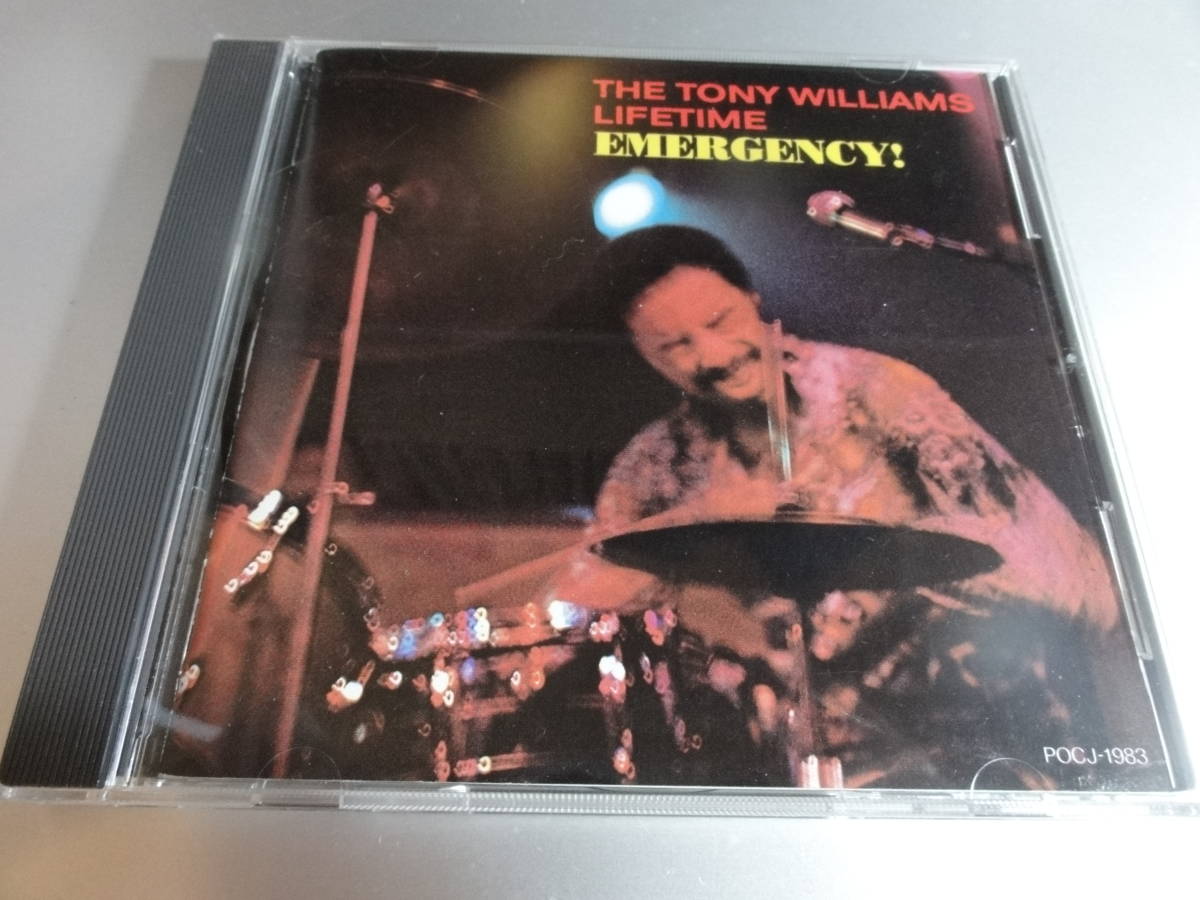 THE TONY WILLIAMS
LIFETIME
EMERGENCY!
POCJ-1983